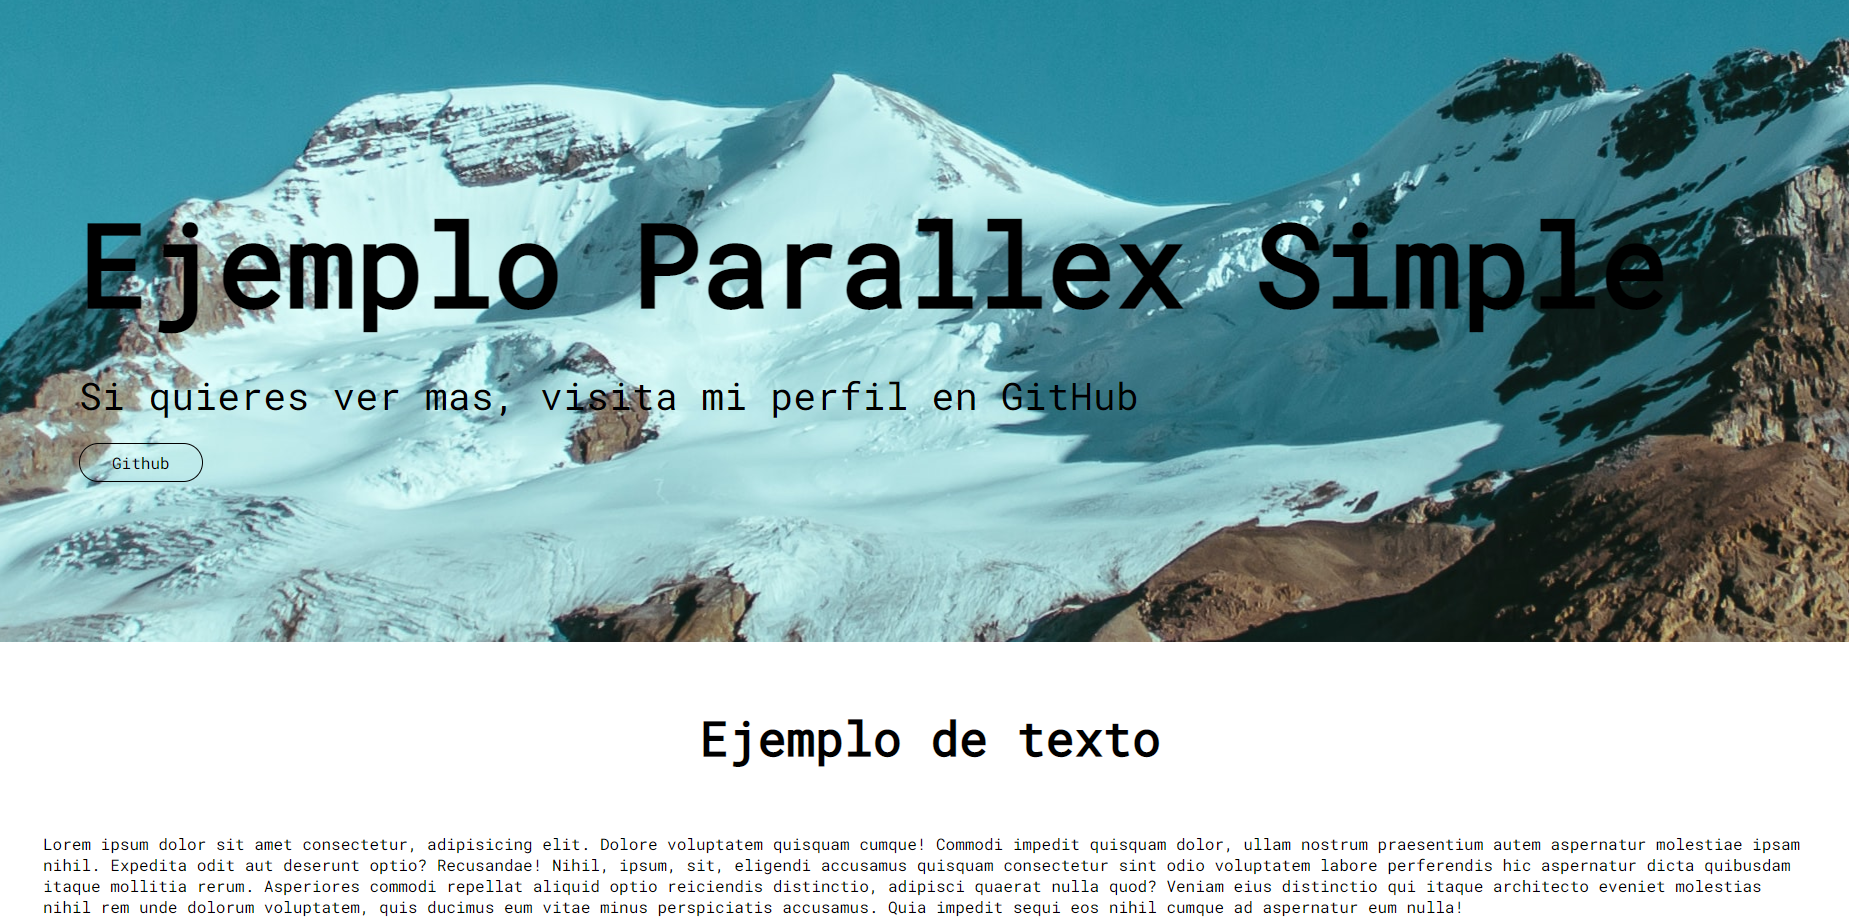 Ejemplo Parallex Simple
Si quieres ver mas, visita mi perfil en GitHub
Github
Ejemplo de texto
Lorem ipsum dolor sit amet consectetur, adipisicing elit. Dolore voluptatem quisquam cumque! Commodi impedit quisquam dolor, ullam nostrum praesentium autem aspernatur molestiae ipsam
nihil. Expedita odit aut deserunt optio? Recusandae! Nihil, ipsum, sit, eligendi accusamus quisquam consectetur sint odio voluptatem labore perferendis hic aspernatur dicta quibusdam
itaque mollitia rerum. Asperiores commodi repellat aliquid optio reiciendis distinctio, adipisci quaerat nulla quod? Veniam eius distinctio qui itaque architecto eveniet molestias
nihil rem unde dolorum voluptatem, quis ducimus eum vitae minus perspiciatis accusamus. Quia impedit sequi eos nihil cumque ad aspernatur eum nulla!